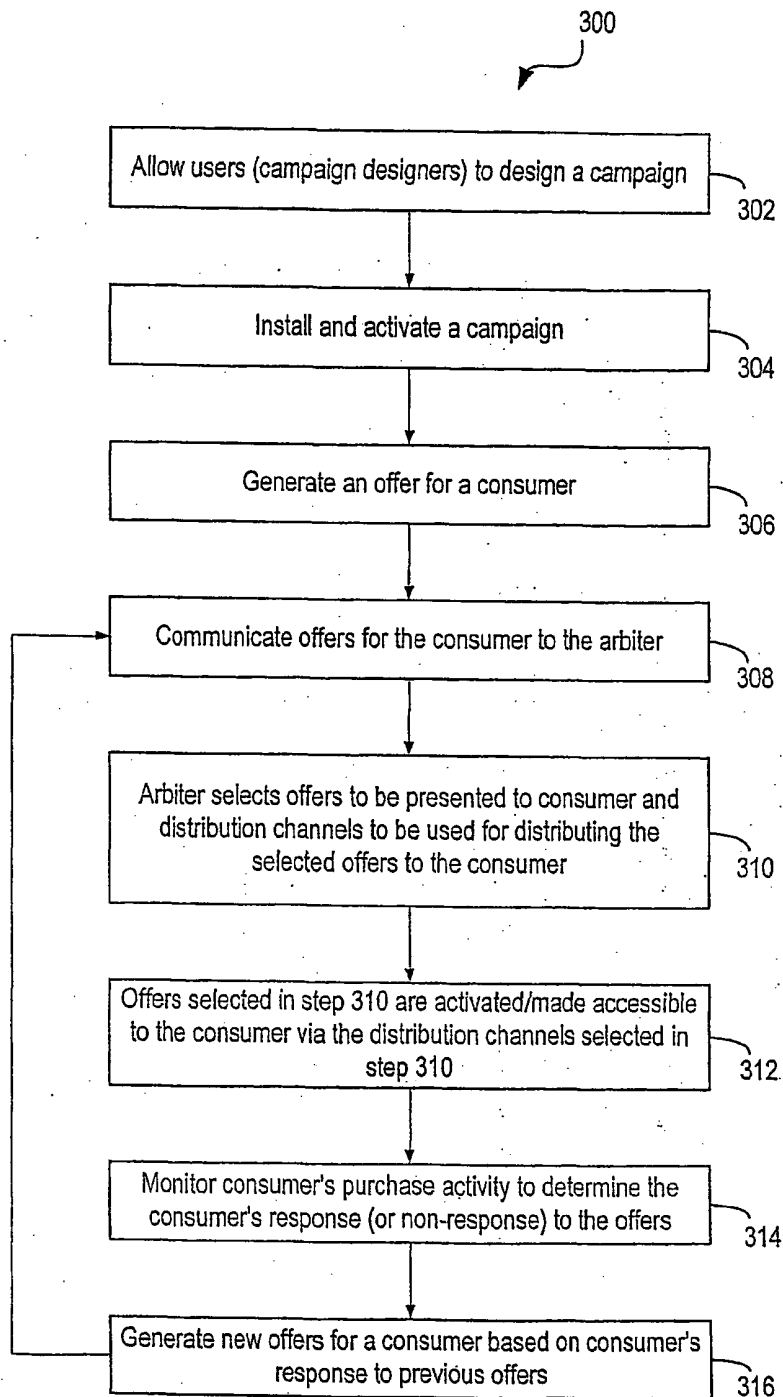 300
Allow users (campaign designers) to design a campaign
302
Install and activate a campaign
304
Generate an offer for a consumer
306
Communicate offers for the consumer to the arbiter
308
Arbiter selects offers to be presented to consumer and
distribution channels to be used for distributing the
selected offers to the consumer
310
Offers selected in step 310 are activated/made accessible
to the consumer via the distribution channels selected in
step 310
312
Monitor consumer's purchase activity to determine the
consumer's response (or non-response) to the offers
314
Generate new offers for a consumer based on consumer's
response to previous offers
316